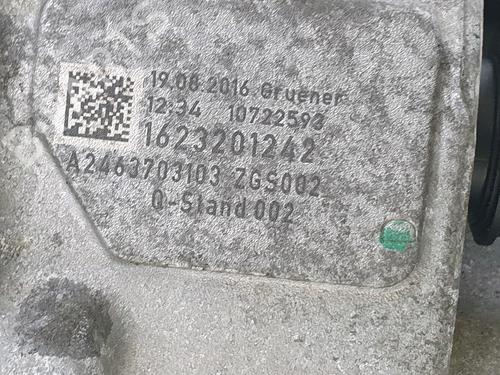 19.08.2016 Gruener
12:34 10722593
1623201242
A2463703103 ZGS002
Q-Stand 002